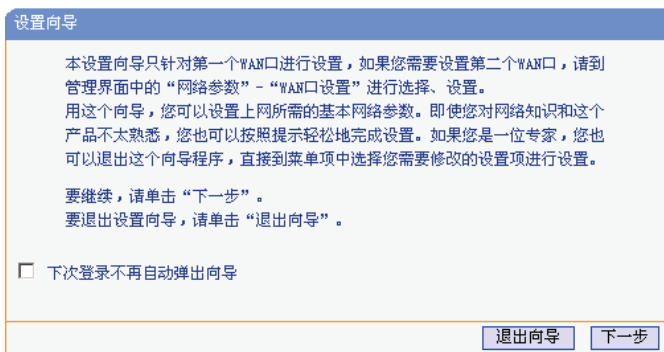 设置向导
本设置向导只针对第一个WAN口进行设置，如果您需要设置第二个WAN口，请到
管理界面中的“网络参数”-“WAN口设置”进行选择、设置。
用这个向导，您可以设置上网所需的基本网络参数。即使您对网络知识和这个
产品不太熟悉，您也可以按照提示轻松地完成设置。如果您是一位专家，您也
可以退出这个向导程序，直接到菜单项中选择您需要修改的设置项进行设置。
要继续，请单击“下一步”。
要退出设置向导，请单击“退出向导”。
下次登录不再自动弹出向导
退出向导 下一步